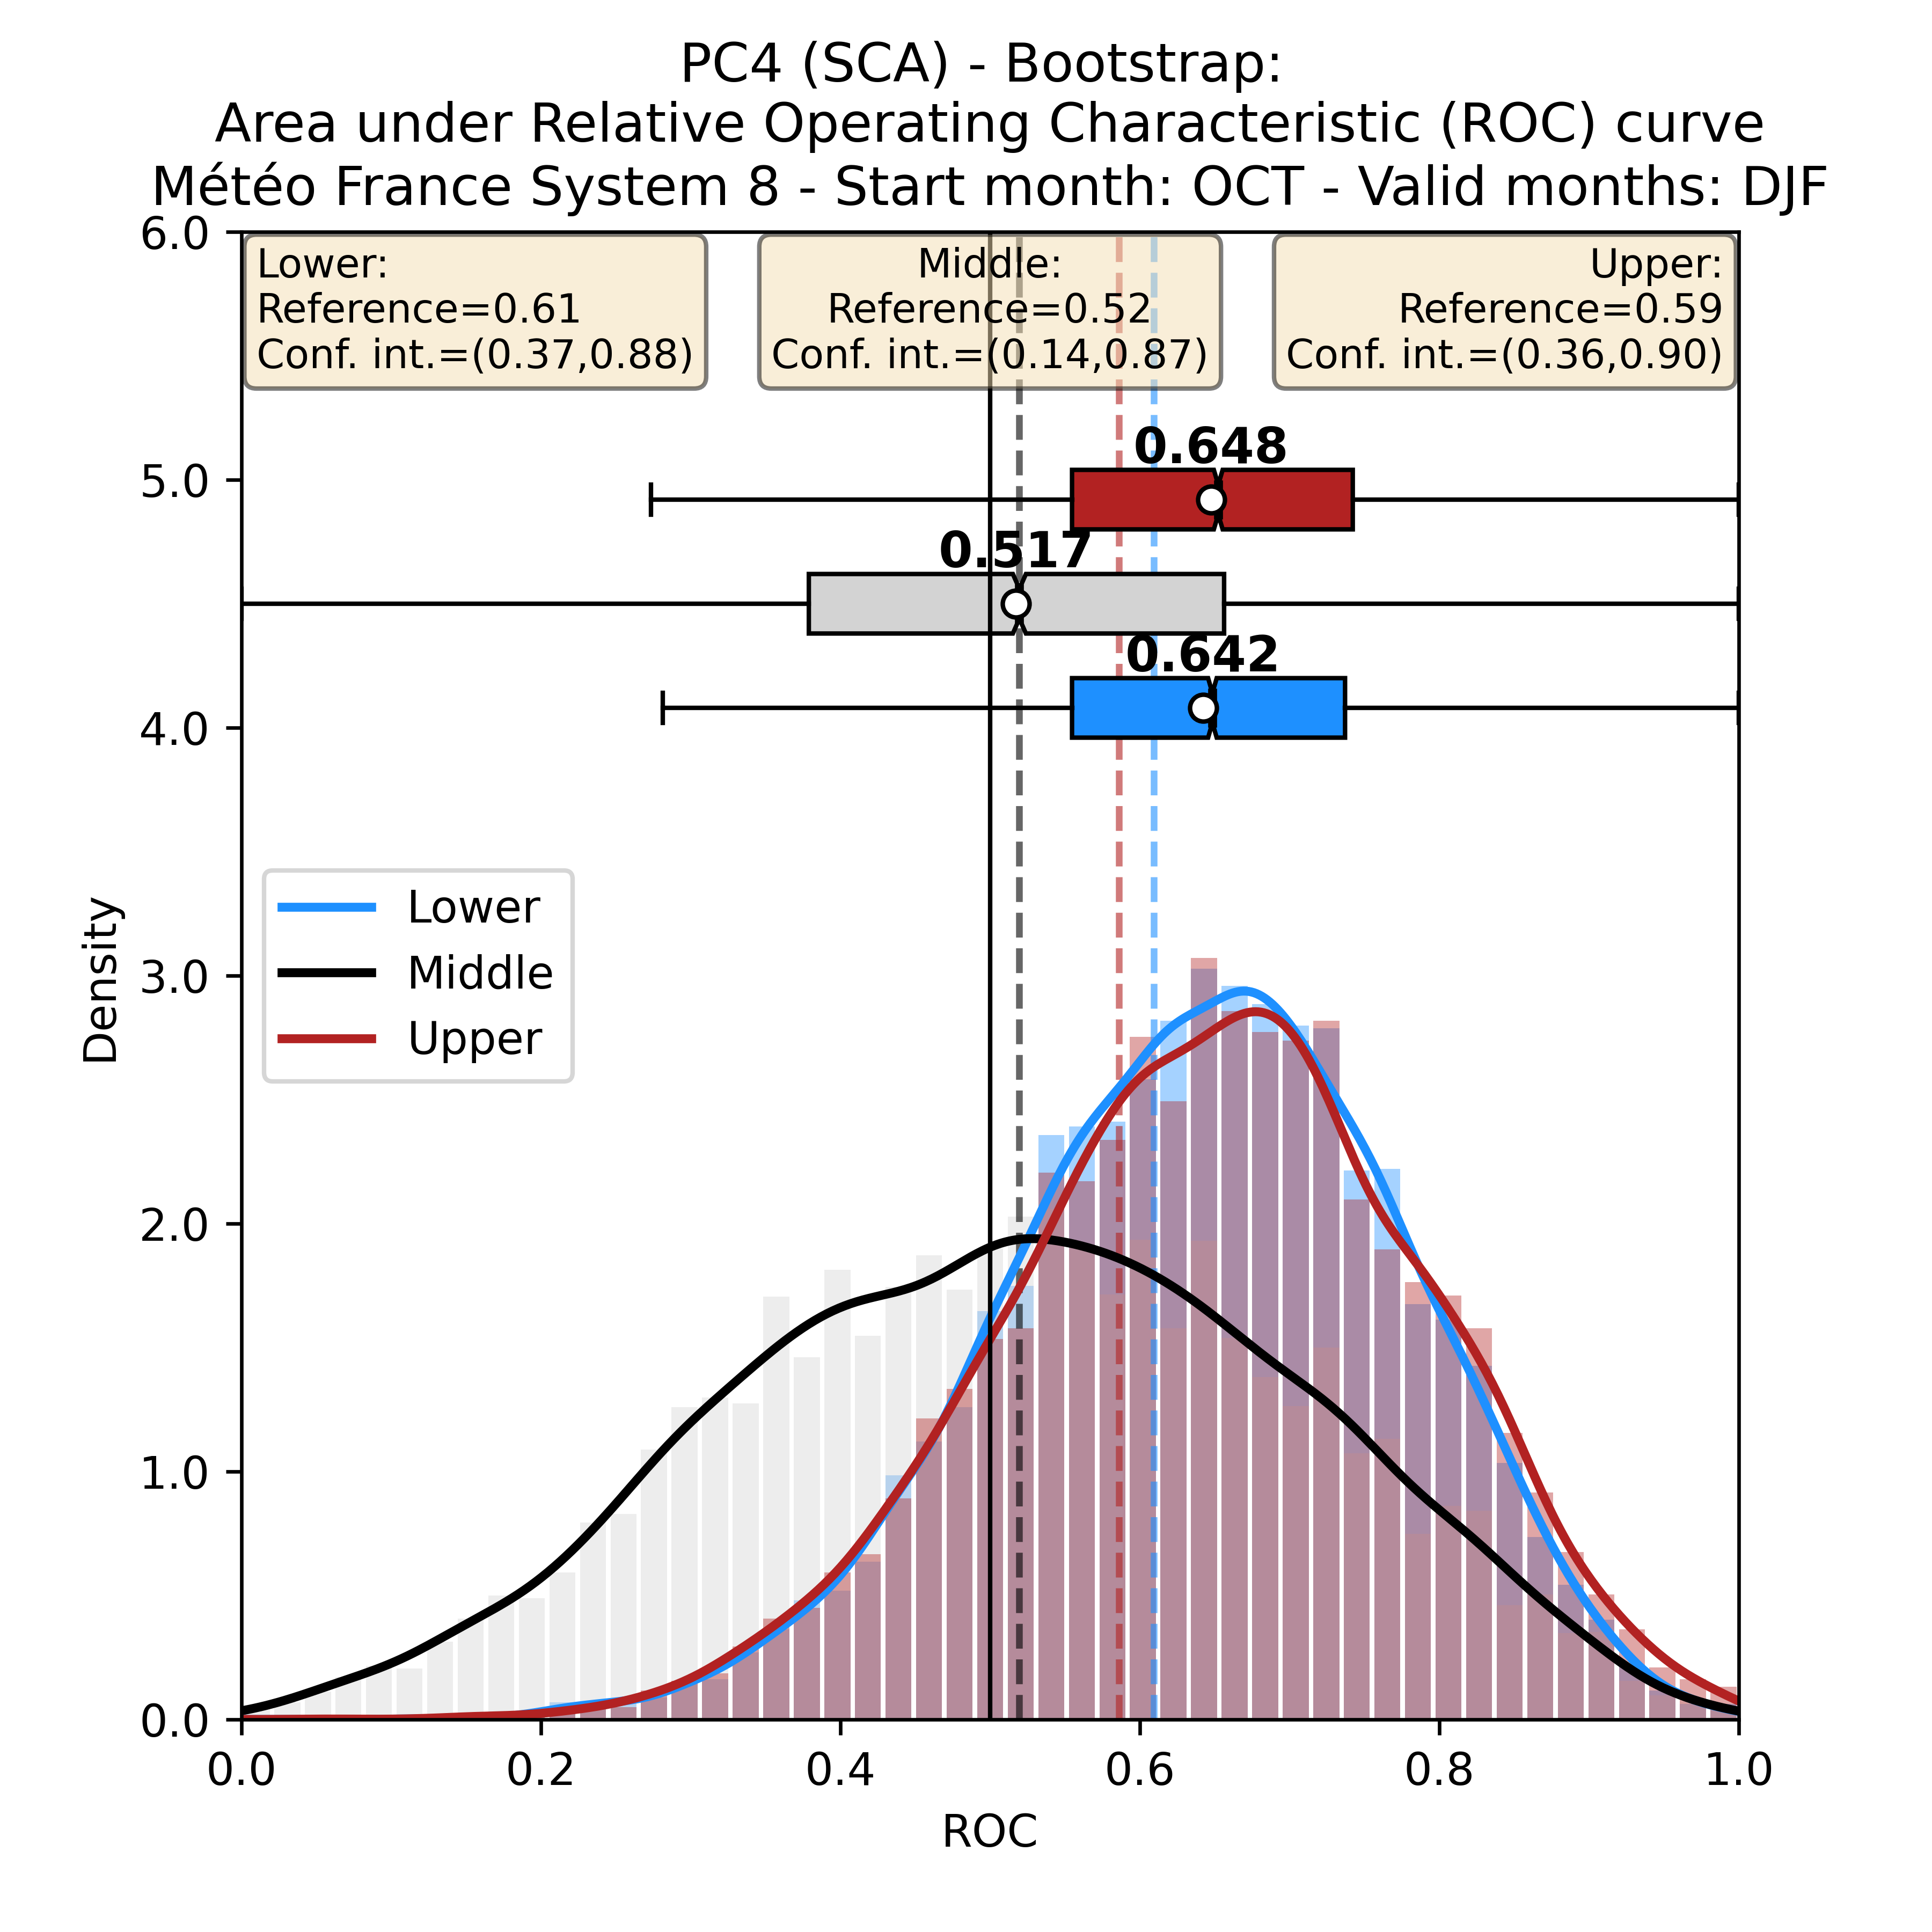 PC4 (SCA) - Bootstrap:
Area under Relative Operating Characteristic (ROC) curve
Météo France System 8 - Start month: OCT - Valid months: DJF
Lower:
Reference=0.61
Conf. int.=(0.37,0.88)
Middle:
Reference=0.52
Conf. int.=(0.14,0.87)
Upper:
Reference=0.59
Conf. int.=(0.36,0.90)
0.648
0.517
0.642
Lower
Middle
Upper
Density
6.0
5.0
4.0
3.0
2.0
1.0
0.0
0.0 0.2 0.4 0.6 0.8 1.0
ROC